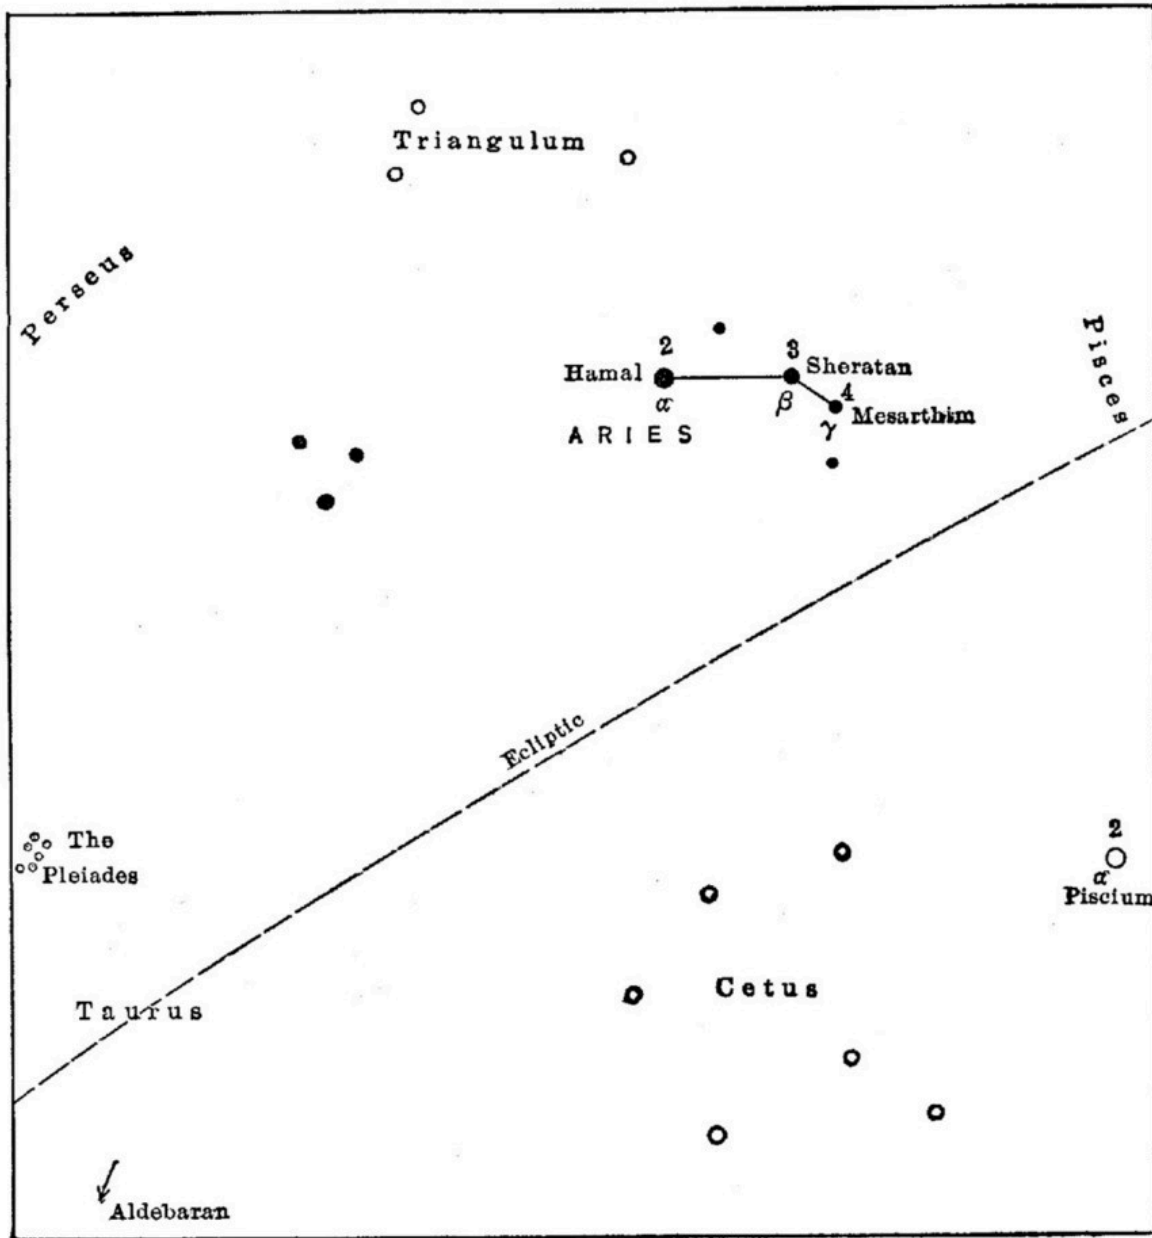 Triangulum
Perseus
Pisces
2
3
Hamal
Sheratan
α
β
4
Mesarthim
γ
ARIES
Ecliptic
The
Pleiades
2
α
Piscium
Cetus
Taurus
Aldebaran